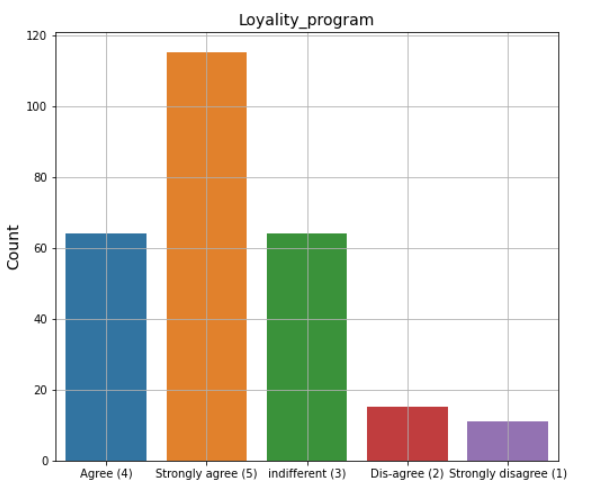 Loyality_program
120
100
80
60
40
20
0
Count
Agree (4) Strongly agree (5) indifferent (3) Dis-agree (2) Strongly disagree (1)